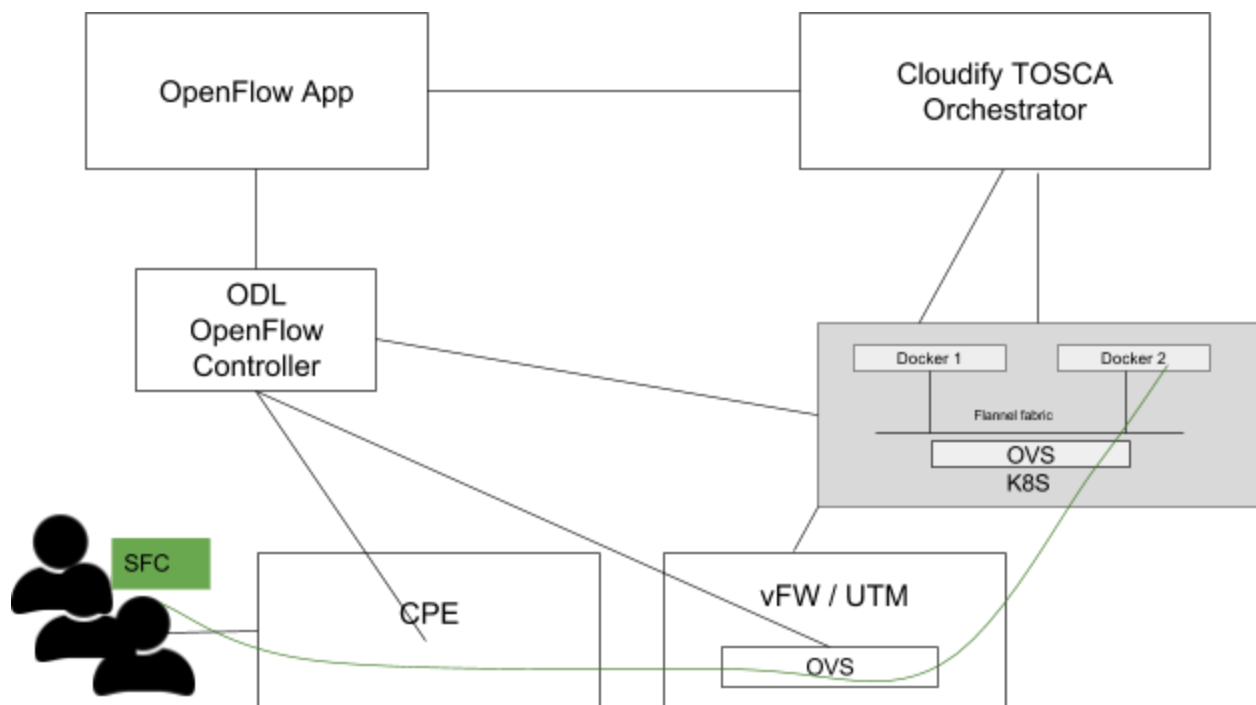 OpenFlow App
Cloudify TOSCA
Orchestrator
ODL
OpenFlow
Controller
Docker 1
Docker 2
Flannel fabric
OVS
K8S
SFC
CPE
vFW / UTM
OVS